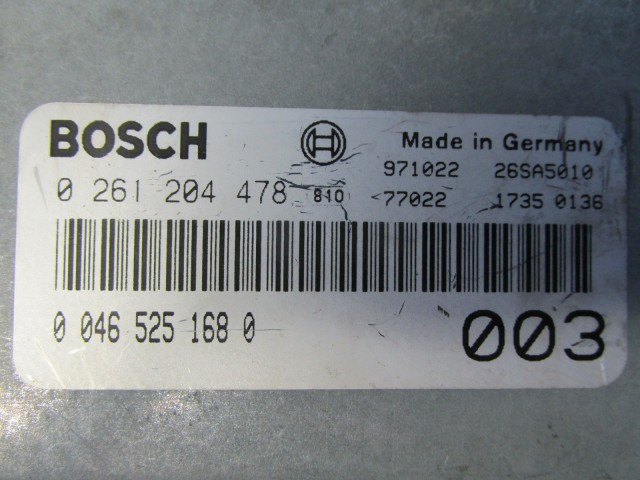 BOSCH Made in Germany
971022 26SA5010
0 261 204 478 810 77022 1735 0136
0 046 525 168 0 003